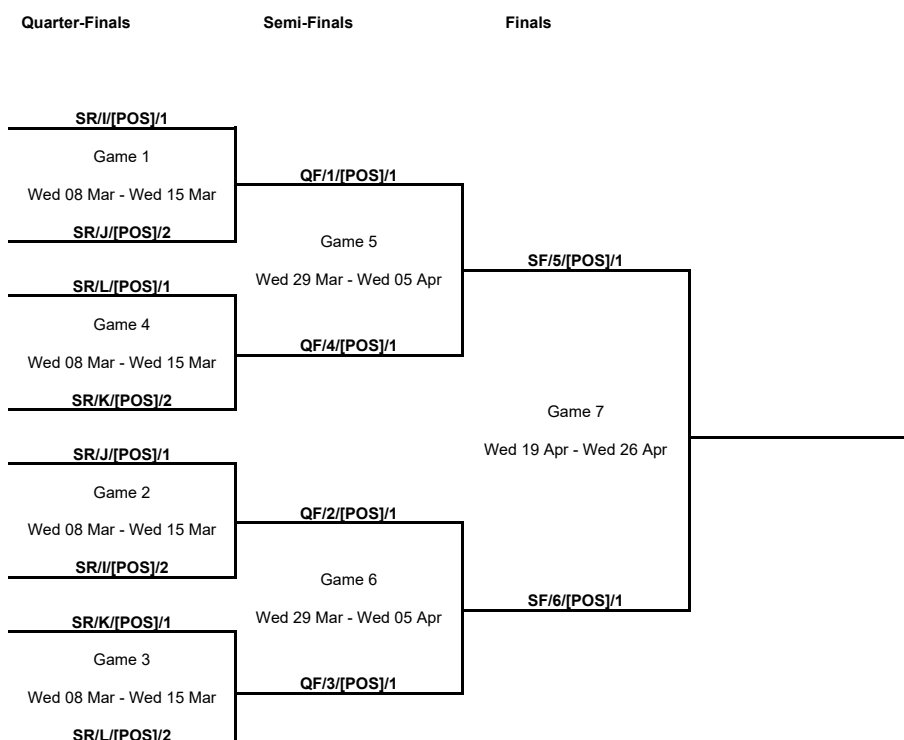 Quarter-Finals
Semi-Finals
Finals
SR/I/[POS]/1
Game 1
Wed 08 Mar - Wed 15 Mar
SR/J/[POS]/2
QF/1/[POS]/1
Game 5
Wed 29 Mar - Wed 05 Apr
QF/4/[POS]/1
SR/L/[POS]/1
Game 4
Wed 08 Mar - Wed 15 Mar
SR/K/[POS]/2
SF/5/[POS]/1
Game 7
Wed 19 Apr - Wed 26 Apr
SF/6/[POS]/1
SR/J/[POS]/1
Game 2
Wed 08 Mar - Wed 15 Mar
SR/I/[POS]/2
QF/2/[POS]/1
Game 6
Wed 29 Mar - Wed 05 Apr
QF/3/[POS]/1
SR/K/[POS]/1
Game 3
Wed 08 Mar - Wed 15 Mar
SR/L/[POS]/2